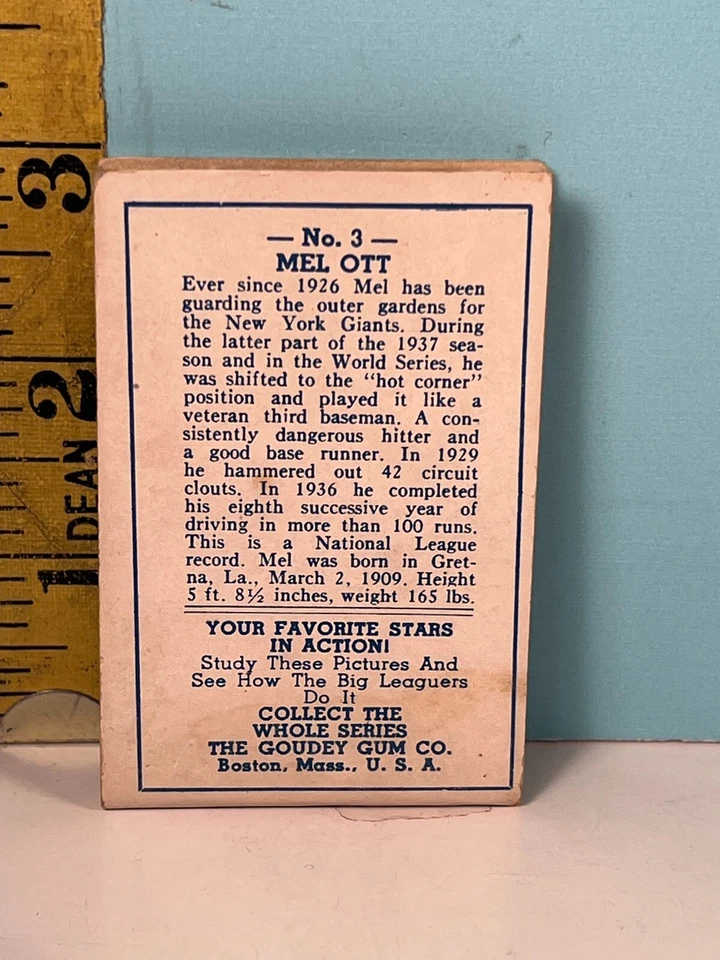 3
2
1
DEAN
— No. 3 —
MEL OTT
Ever since 1926 Mel has been
guarding the outer gardens for
the New York Giants. During
the latter part of the 1937 sea-
son and in the World Series, he
was shifted to the "hot corner"
position and played it like a
veteran third baseman. A con-
sistently dangerous hitter and
a good base runner. In 1929
he hammered out 42 circuit
clouts. In 1936 he completed
his eighth successive year of
driving in more than 100 runs.
This is a National League
record. Mel was born in Gret-
na, La., March 2, 1909. Height
5 ft. 8½ inches, weight 165 lbs.
YOUR FAVORITE STARS
IN ACTION!
Study These Pictures And
See How The Big Leaguers
Do It
COLLECT THE
WHOLE SERIES
THE GOUDEY GUM CO.
Boston, Mass., U. S. A.